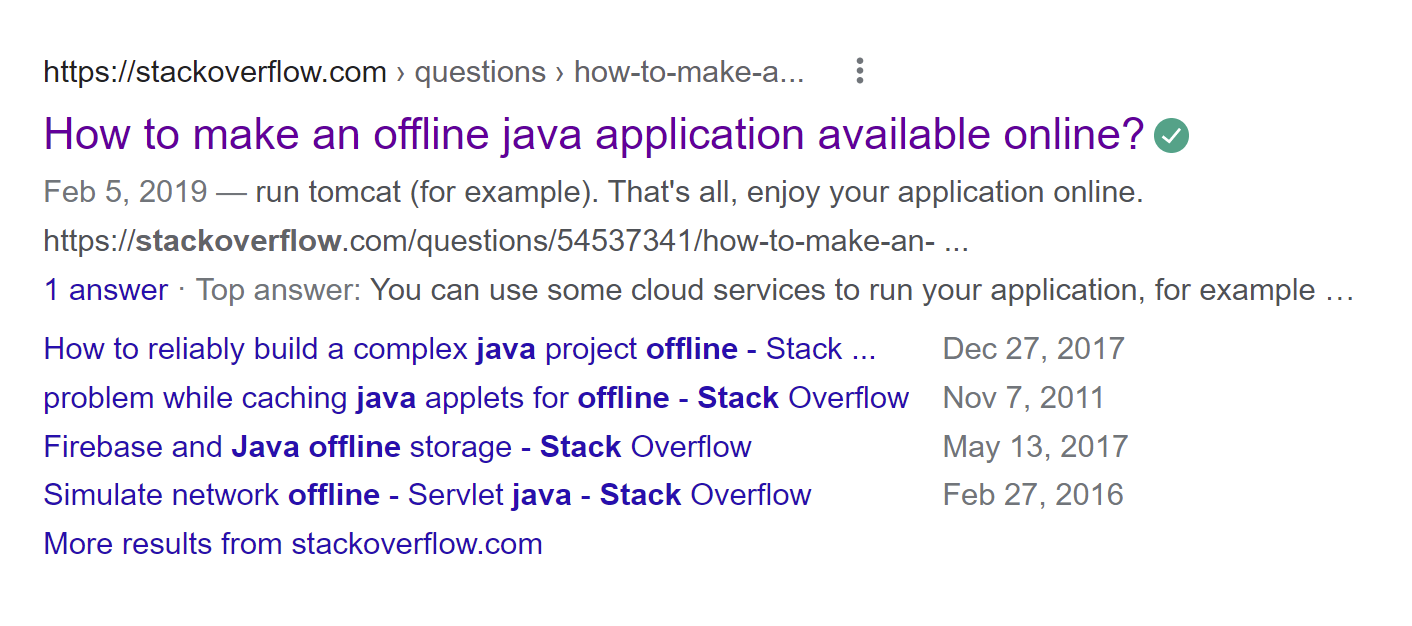 https://stackoverflow.com › questions › how-to-make-a...
How to make an offline java application available online?
Feb 5, 2019 — run tomcat (for example). That's all, enjoy your application online.
https://stackoverflow.com/questions/54537341/how-to-make-an- ...
1 answer · Top answer: You can use some cloud services to run your application, for example …
How to reliably build a complex java project offline - Stack ... Dec 27, 2017
problem while caching java applets for offline - Stack Overflow Nov 7, 2011
Firebase and Java offline storage - Stack Overflow May 13, 2017
Simulate network offline - Servlet java - Stack Overflow Feb 27, 2016
More results from stackoverflow.com